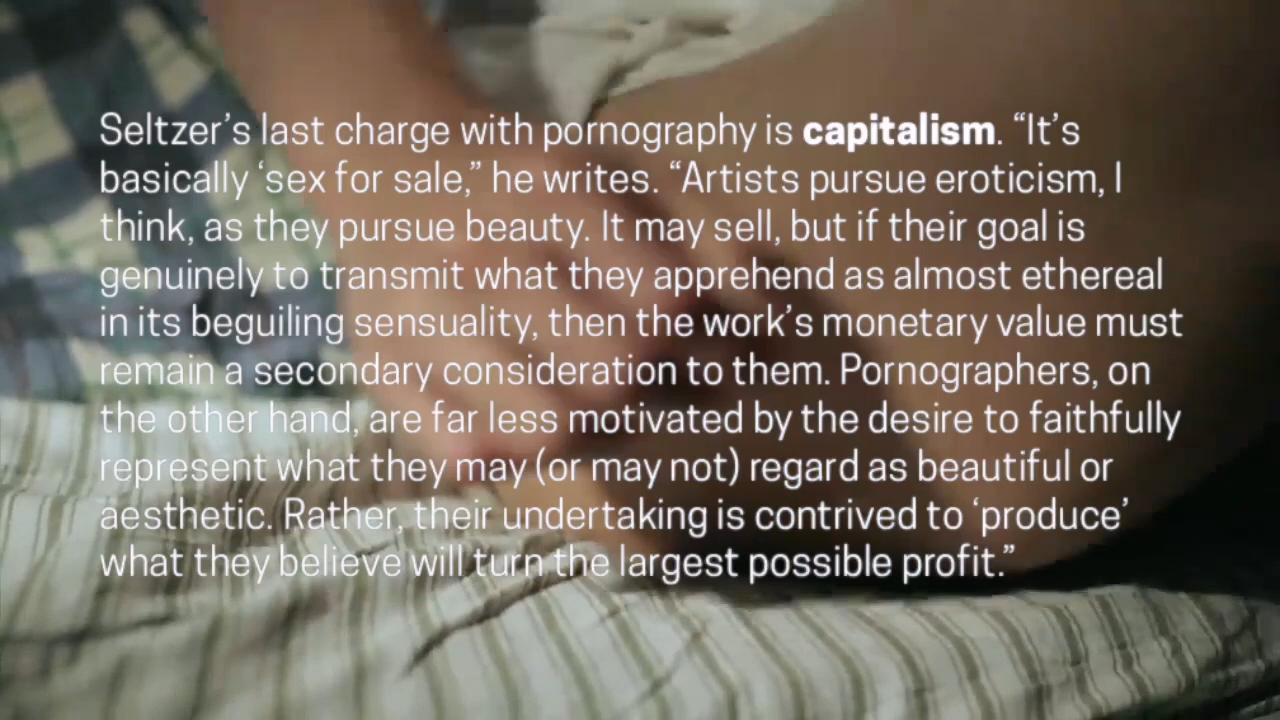 Seltzer’s last charge with pornography is capitalism. “It’s
basically ‘sex for sale,” he writes. “Artists pursue eroticism, I
think, as they pursue beauty. It may sell, but if their goal is
genuinely to transmit what they apprehend as almost ethereal
in its beguiling sensuality, then the work’s monetary value must
remain a secondary consideration to them. Pornographers, on
the other hand, are far less motivated by the desire to faithfully
represent what they may (or may not) regard as beautiful or
aesthetic. Rather, their undertaking is contrived to ‘produce’
what they believe will turn the largest possible profit.”